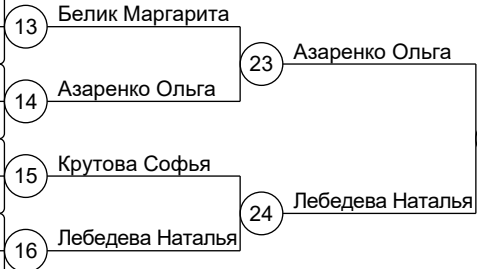 13 Белик Маргарита
23 Азаренко Ольга
14 Азаренко Ольга
15 Крутова Софья
24 Лебедева Наталья
16 Лебедева Наталья